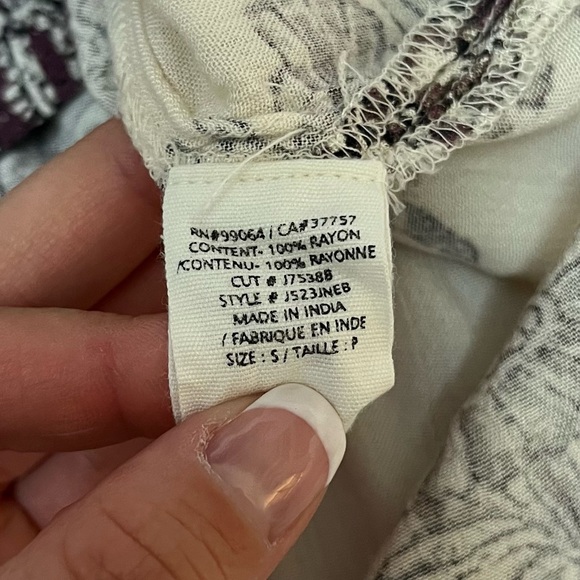 RN#99064 / CA#37757
CONTENT- 100% RAYON
/CONTENU- 100% RAYONNE
CUT # J7538B
STYLE # J523JNEB
MADE IN INDIA
/ FABRIQUE EN INDE
SIZE : S / TAILLE : P